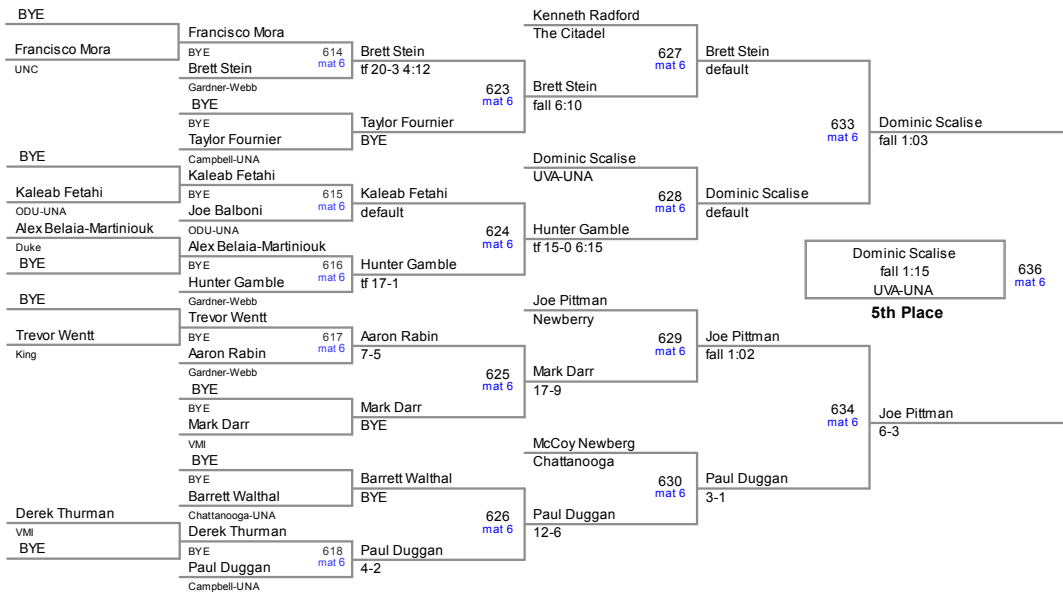 BYE
Francisco Mora
UNC
BYE
Kaleab Fetahi
ODU-UNA
Alex Belaia-Martiniouk
Duke
BYE
BYE
Trevor Wentt
King
Derek Thurman
VMI
BYE
Francisco Mora
BYE
614
mat 6
Brett Stein
Gardner-Webb
BYE
BYE
Taylor Fournier
Campbell-UNA
Kaleab Fetahi
BYE
615
mat 6
Joe Balboni
ODU-UNA
Alex Belaia-Martiniouk
BYE
616
mat 6
Hunter Gamble
Gardner-Webb
Trevor Wentt
BYE
617
mat 6
Aaron Rabin
Gardner-Webb
BYE
BYE
Mark Darr
VMI
BYE
BYE
Barrett Walthal
Chattanooga-UNA
Derek Thurman
BYE
618
mat 6
Paul Duggan
Campbell-UNA
Brett Stein
tf 20-3 4:12
623
mat 6
Taylor Fournier
BYE
Kaleab Fetahi
default
624
mat 6
Hunter Gamble
tf 17-1
Aaron Rabin
7-5
625
mat 6
Mark Darr
BYE
Barrett Walthal
BYE
626
mat 6
Paul Duggan
4-2
Kenneth Radford
The Citadel
627
mat 6
Brett Stein
fall 6:10
Dominic Scalise
UVA-UNA
628
mat 6
Hunter Gamble
tf 15-0 6:15
Joe Pittman
Newberry
629
mat 6
Mark Darr
17-9
McCoy Newberg
Chattanooga
630
mat 6
Paul Duggan
12-6
Brett Stein
default
633
mat 6
Dominic Scalise
default
Joe Pittman
fall 1:02
634
mat 6
Paul Duggan
3-1
Dominic Scalise
fall 1:03
Dominic Scalise
fall 1:15
UVA-UNA
636
mat 6
5th Place
Joe Pittman
6-3